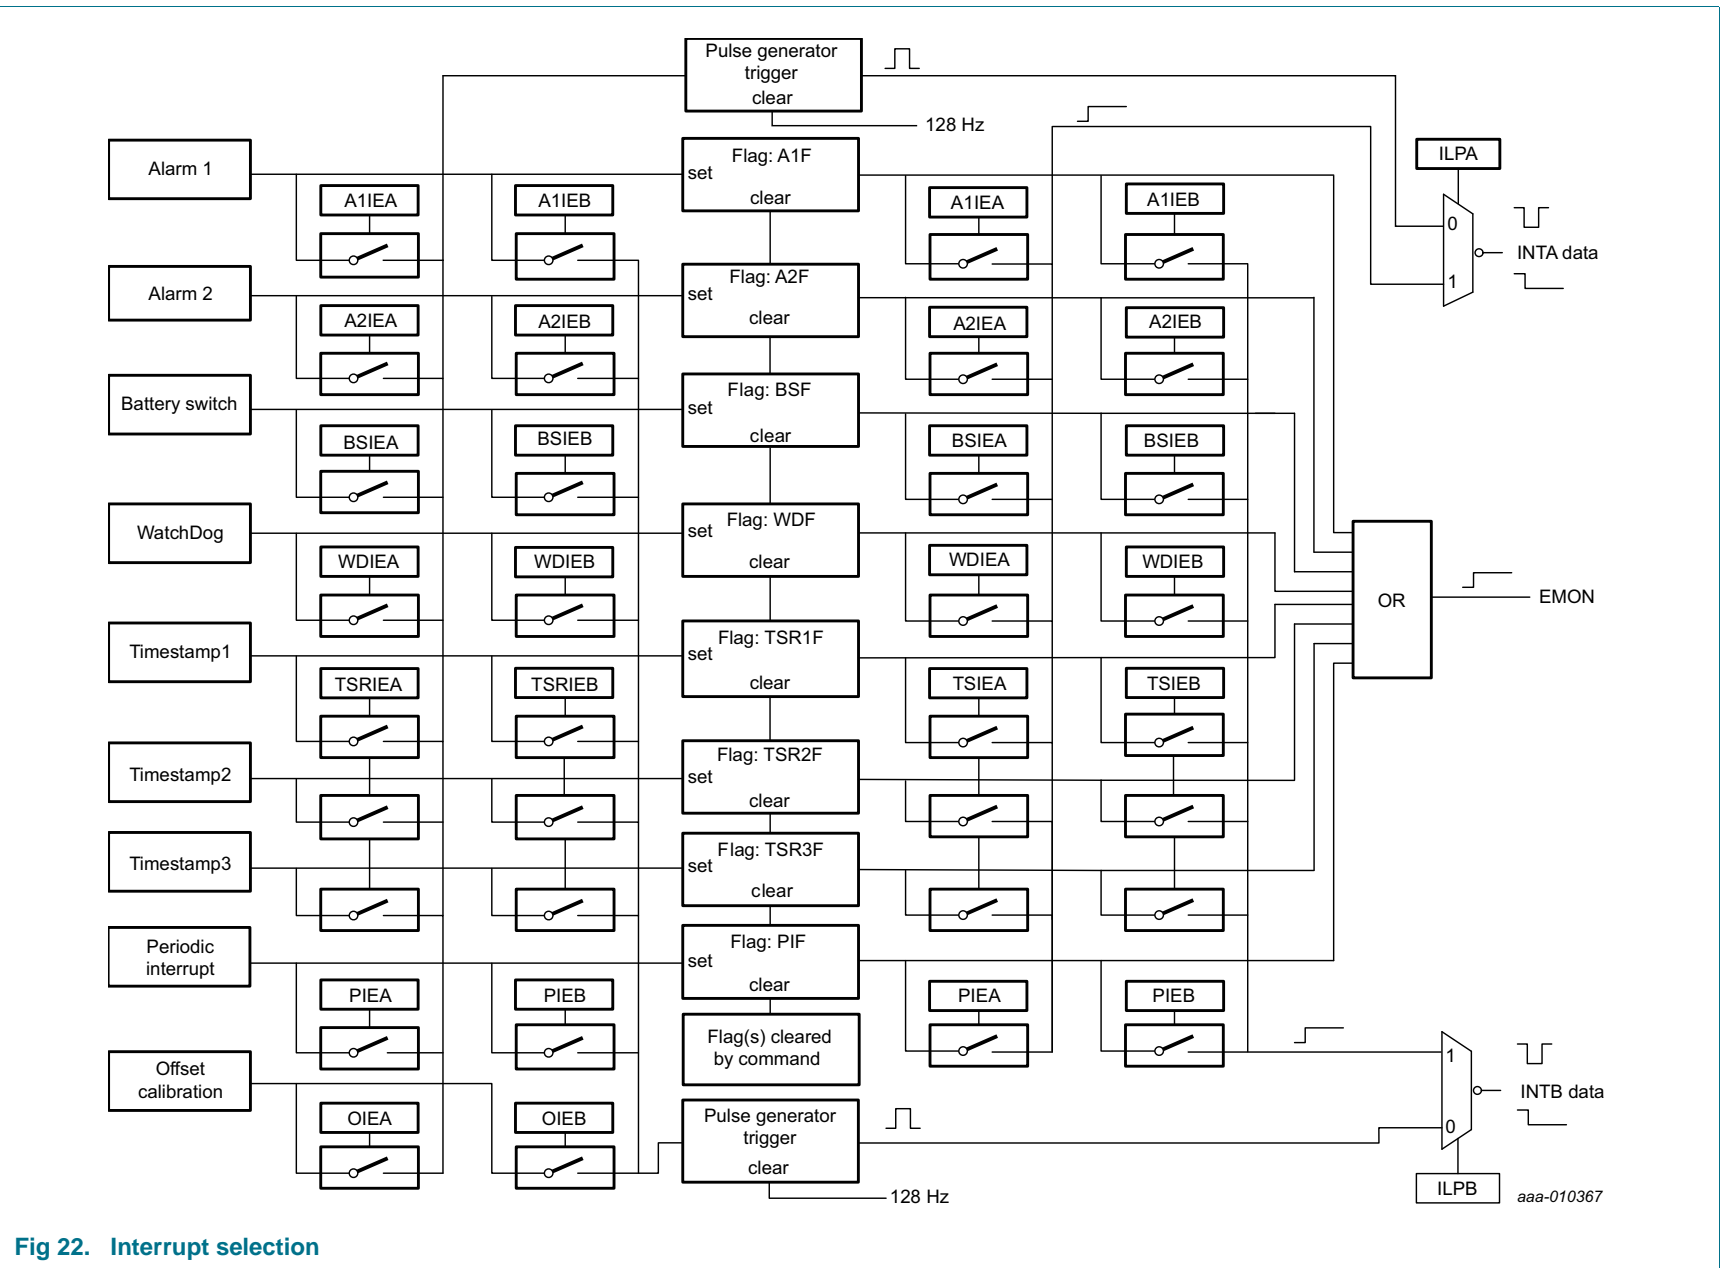 Pulse generator
trigger
clear
128 Hz
Alarm 1
Flag: A1F
set
clear
ILPA
A1IEA
A1IEB
A1IEA
A1IEB
0
INTA data
1
Alarm 2
Flag: A2F
set
clear
A2IEA
A2IEB
A2IEA
A2IEB
Battery switch
Flag: BSF
set
clear
BSIEA
BSIEB
BSIEA
BSIEB
WatchDog
Flag: WDF
set
clear
WDIEA
WDIEB
WDIEA
WDIEB
OR
EMON
Timestamp1
Flag: TSR1F
set
clear
TSRIEA
TSRIEB
TSIEA
TSIEB
Timestamp2
Flag: TSR2F
set
clear
Timestamp3
Flag: TSR3F
set
clear
Periodic
interrupt
Flag: PIF
set
clear
PIEA
PIEB
PIEA
PIEB
Flag(s) cleared
by command
Offset
calibration
1
INTB data
0
OIEA
OIEB
Pulse generator
trigger
clear
128 Hz
ILPB
aaa-010367
Fig 22. Interrupt selection